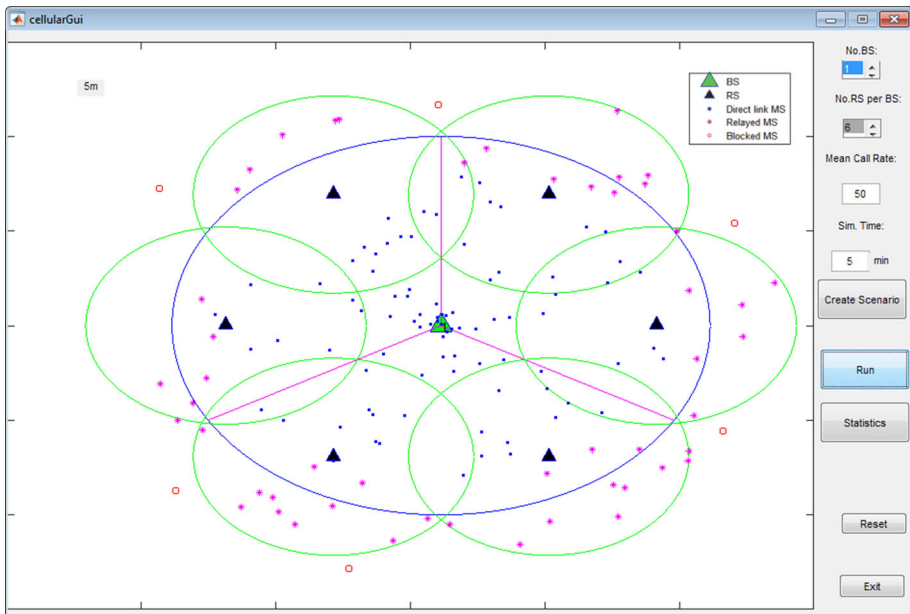 cellularGui
5m
BS
RS
Direct link MS
Relayed MS
Blocked MS
No.BS:
1
No.RS per BS:
6
Mean Call Rate:
50
Sim. Time:
5 min
Create Scenario
Run
Statistics
Reset
Exit